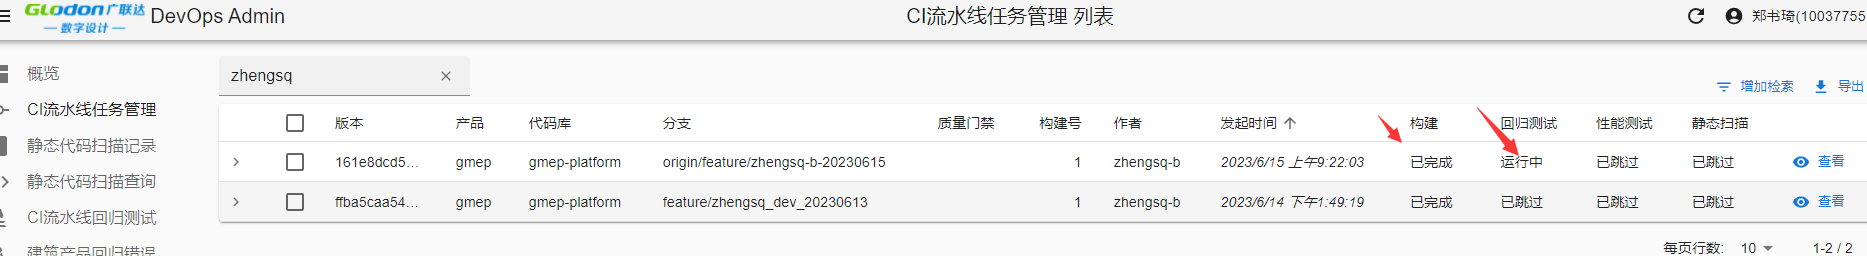 GLodon广联达 DevOps Admin CI流水线任务管理 列表 郑书琦(10037755
数字设计
概览
CI流水线任务管理
静态代码扫描记录
静态代码扫描查询
CI流水线回归测试
建筑产品回归错误
zhengsq
增加检索 导出
版本 产品 代码库 分支 质量门禁 构建号 作者 发起时间 构建 回归测试 性能测试 静态扫描
161e8dcd5... gmep gmep-platform origin/feature/zhengsq-b-20230615 1 zhengsq-b 2023/6/15 上午9:22:03 已完成 运行中 已跳过 已跳过 查看
ffba5caa54... gmep gmep-platform feature/zhengsq_dev_20230613 1 zhengsq-b 2023/6/14 下午1:49:19 已完成 已跳过 已跳过 已跳过 查看
每页行数: 10 1-2 / 2